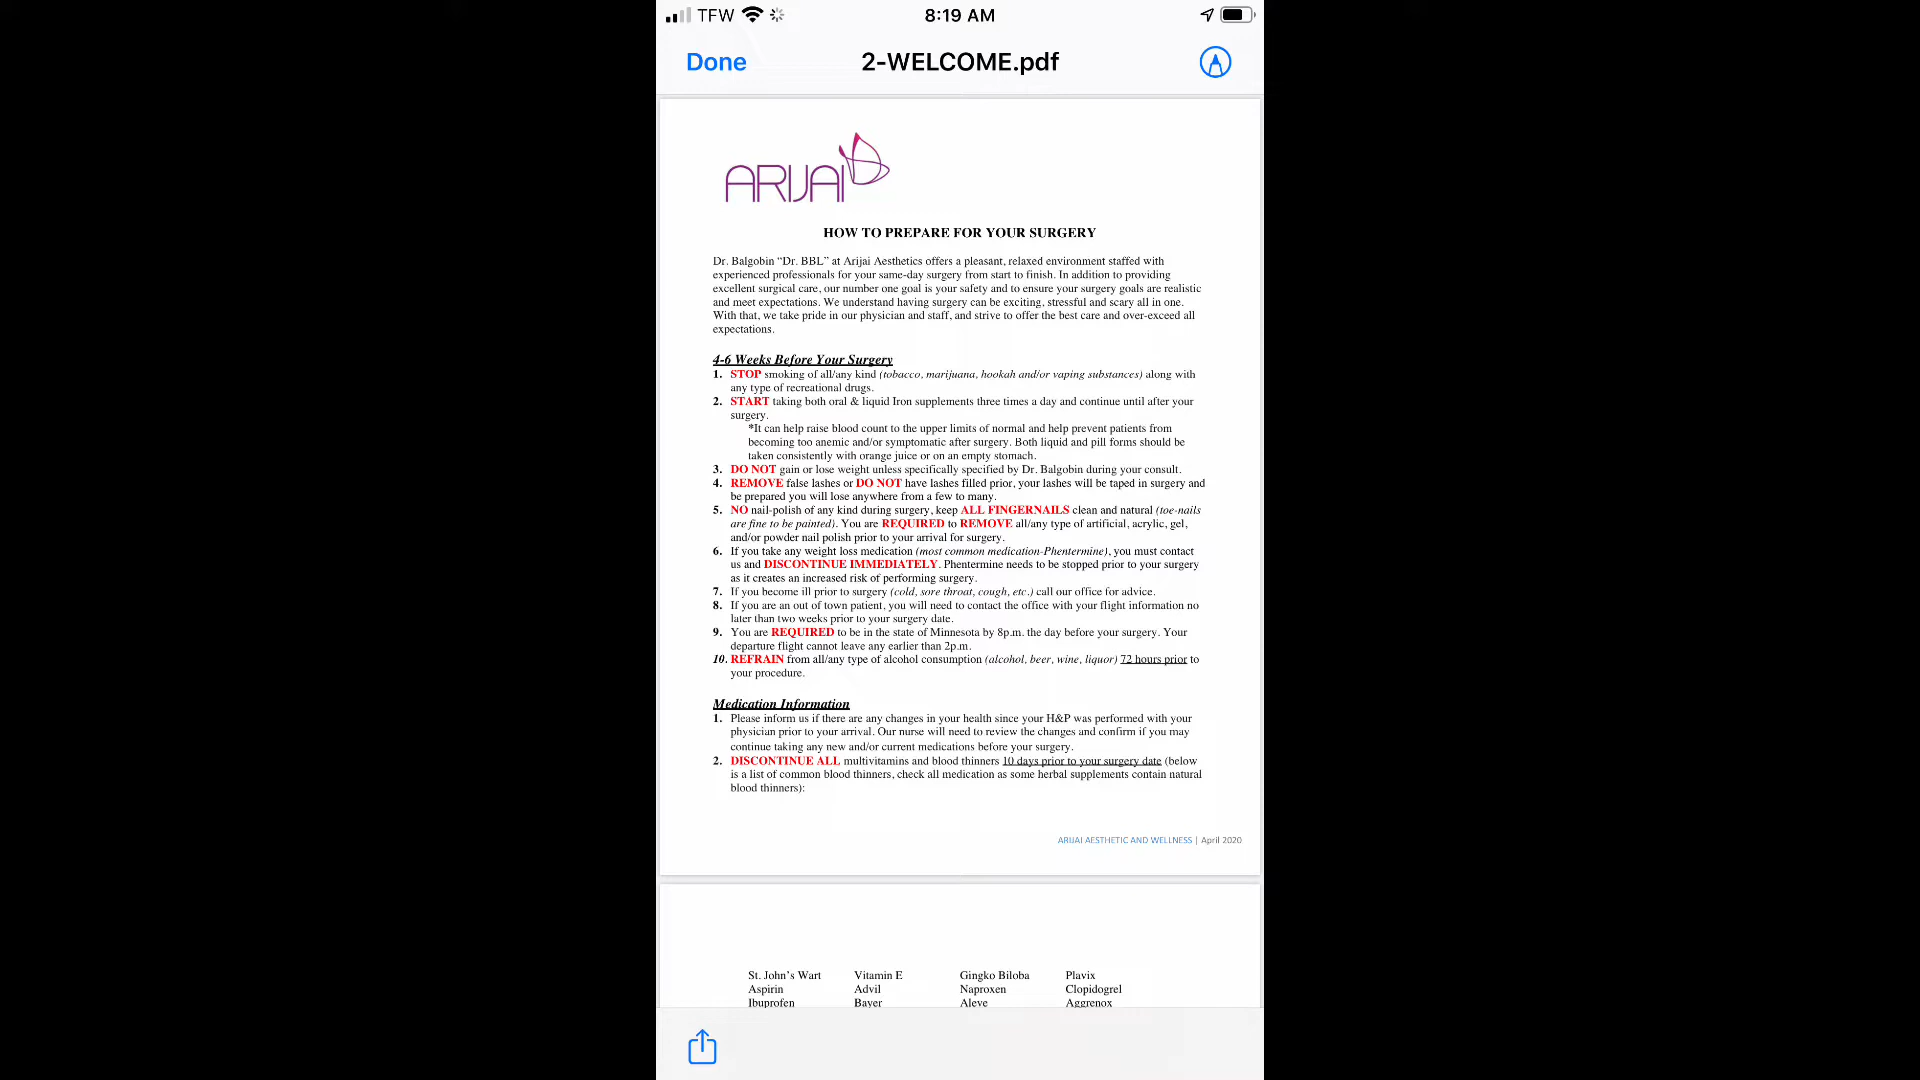 TFW
8:19 AM
Done
2-WELCOME.pdf
ARIJAI
HOW TO PREPARE FOR YOUR SURGERY
Dr. Balgobin “Dr. BBL” at Arijai Aesthetics offers a pleasant, relaxed environment staffed with
experienced professionals for your same-day surgery from start to finish. In addition to providing
excellent surgical care, our number one goal is your safety and to ensure your surgery goals are realistic
and meet expectations. We understand having surgery can be exciting, stressful and scary all in one.
With that, we take pride in our physician and staff, and strive to offer the best care and over-exceed all
expectations.
4-6 Weeks Before Your Surgery
1. STOP smoking of all/any kind (tobacco, marijuana, hookah and/or vaping substances) along with
any type of recreational drugs.
2. START taking both oral & liquid Iron supplements three times a day and continue until after your
surgery.
*It can help raise blood count to the upper limits of normal and help prevent patients from
becoming too anemic and/or symptomatic after surgery. Both liquid and pill forms should be
taken consistently with orange juice or on an empty stomach.
3. DO NOT gain or lose weight unless specifically specified by Dr. Balgobin during your consult.
4. REMOVE false lashes or DO NOT have lashes filled prior, your lashes will be taped in surgery and
be prepared you will lose anywhere from a few to many.
5. NO nail-polish of any kind during surgery, keep ALL FINGERNAILS clean and natural (toe-nails
are fine to be painted). You are REQUIRED to REMOVE all/any type of artificial, acrylic, gel,
and/or powder nail polish prior to your arrival for surgery.
6. If you take any weight loss medication (most common medication-Phentermine), you must contact
us and DISCONTINUE IMMEDIATELY. Phentermine needs to be stopped prior to your surgery
as it creates an increased risk of performing surgery.
7. If you become ill prior to surgery (cold, sore throat, cough, etc.) call our office for advice.
8. If you are an out of town patient, you will need to contact the office with your flight information no
later than two weeks prior to your surgery date.
9. You are REQUIRED to be in the state of Minnesota by 8p.m. the day before your surgery. Your
departure flight cannot leave any earlier than 2p.m.
10. REFRAIN from all/any type of alcohol consumption (alcohol, beer, wine, liquor) 72 hours prior to
your procedure.
Medication Information
1. Please inform us if there are any changes in your health since your H&P was performed with your
physician prior to your arrival. Our nurse will need to review the changes and confirm if you may
continue taking any new and/or current medications before your surgery.
2. DISCONTINUE ALL multivitamins and blood thinners 10 days prior to your surgery date (below
is a list of common blood thinners, check all medication as some herbal supplements contain natural
blood thinners):
ARIJAI AESTHETIC AND WELLNESS | April 2020
St. John’s Wart Vitamin E Gingko Biloba Plavix
Aspirin Advil Naproxen Clopidogrel
Ibuprofen Bayer Aleve Aggrenox